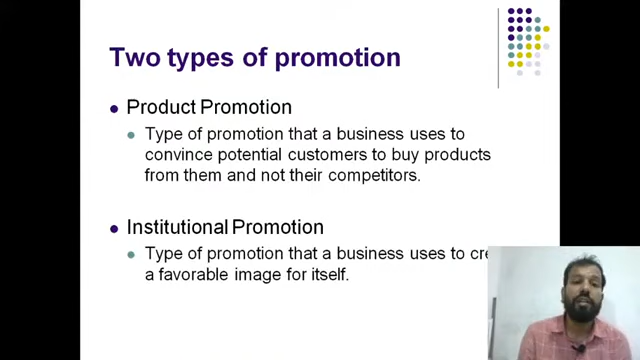 Two types of promotion
Product Promotion
Type of promotion that a business uses to
convince potential customers to buy products
from them and not their competitors.
Institutional Promotion
Type of promotion that a business uses to
a favorable image for itself.